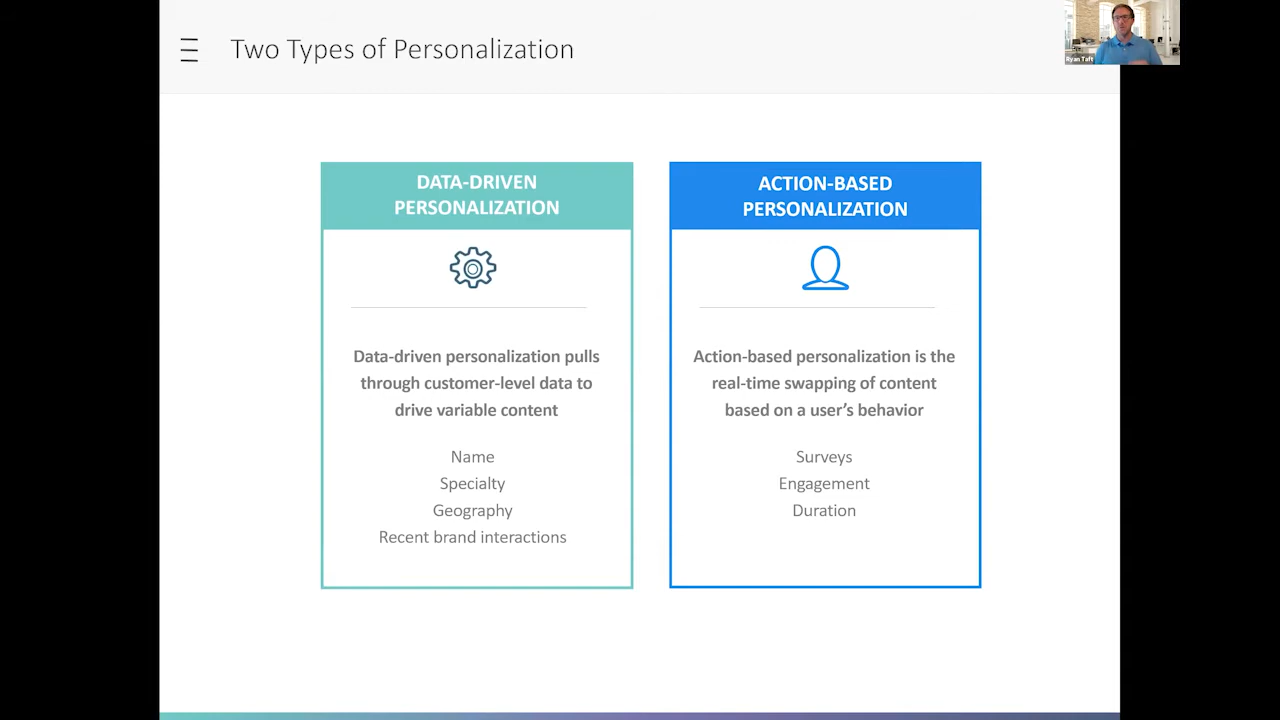 Two Types of Personalization
Ryan Taft
DATA-DRIVEN
PERSONALIZATION
Data-driven personalization pulls
through customer-level data to
drive variable content
Name
Specialty
Geography
Recent brand interactions
ACTION-BASED
PERSONALIZATION
Action-based personalization is the
real-time swapping of content
based on a user’s behavior
Surveys
Engagement
Duration